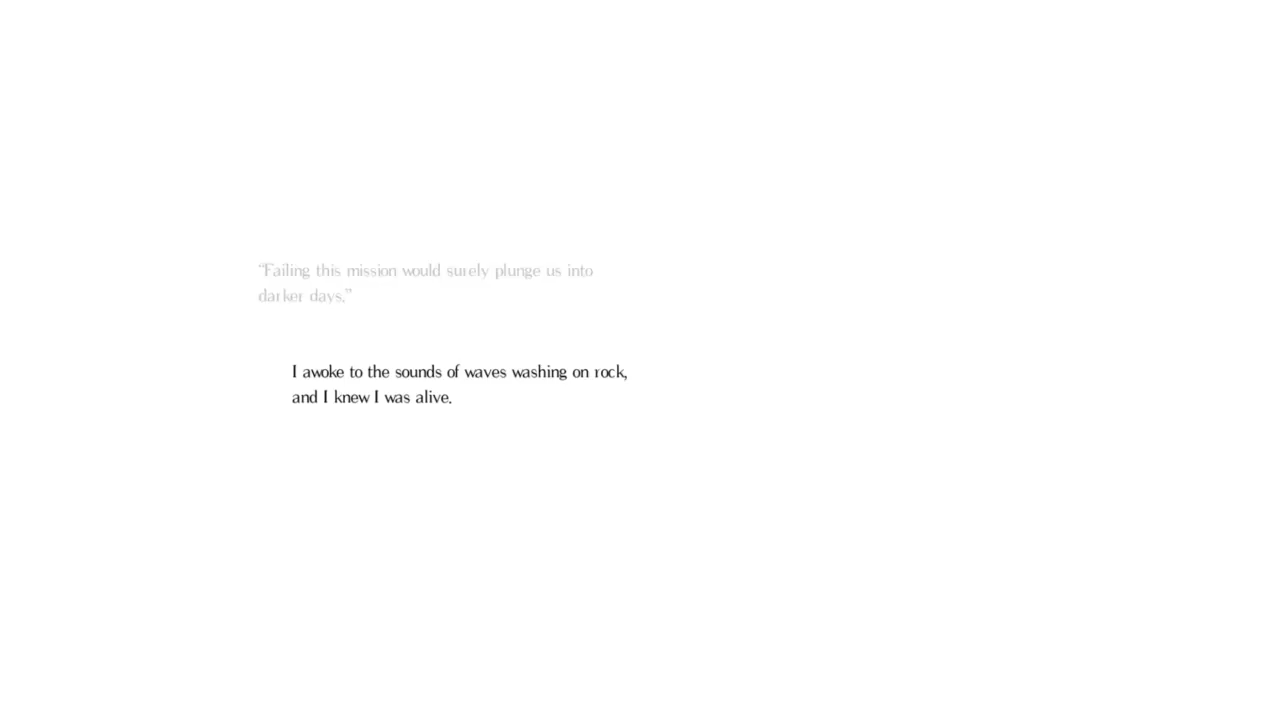 “Failing this mission would surely plunge us into
darker days.”
I awoke to the sounds of waves washing on rock,
and I knew I was alive.